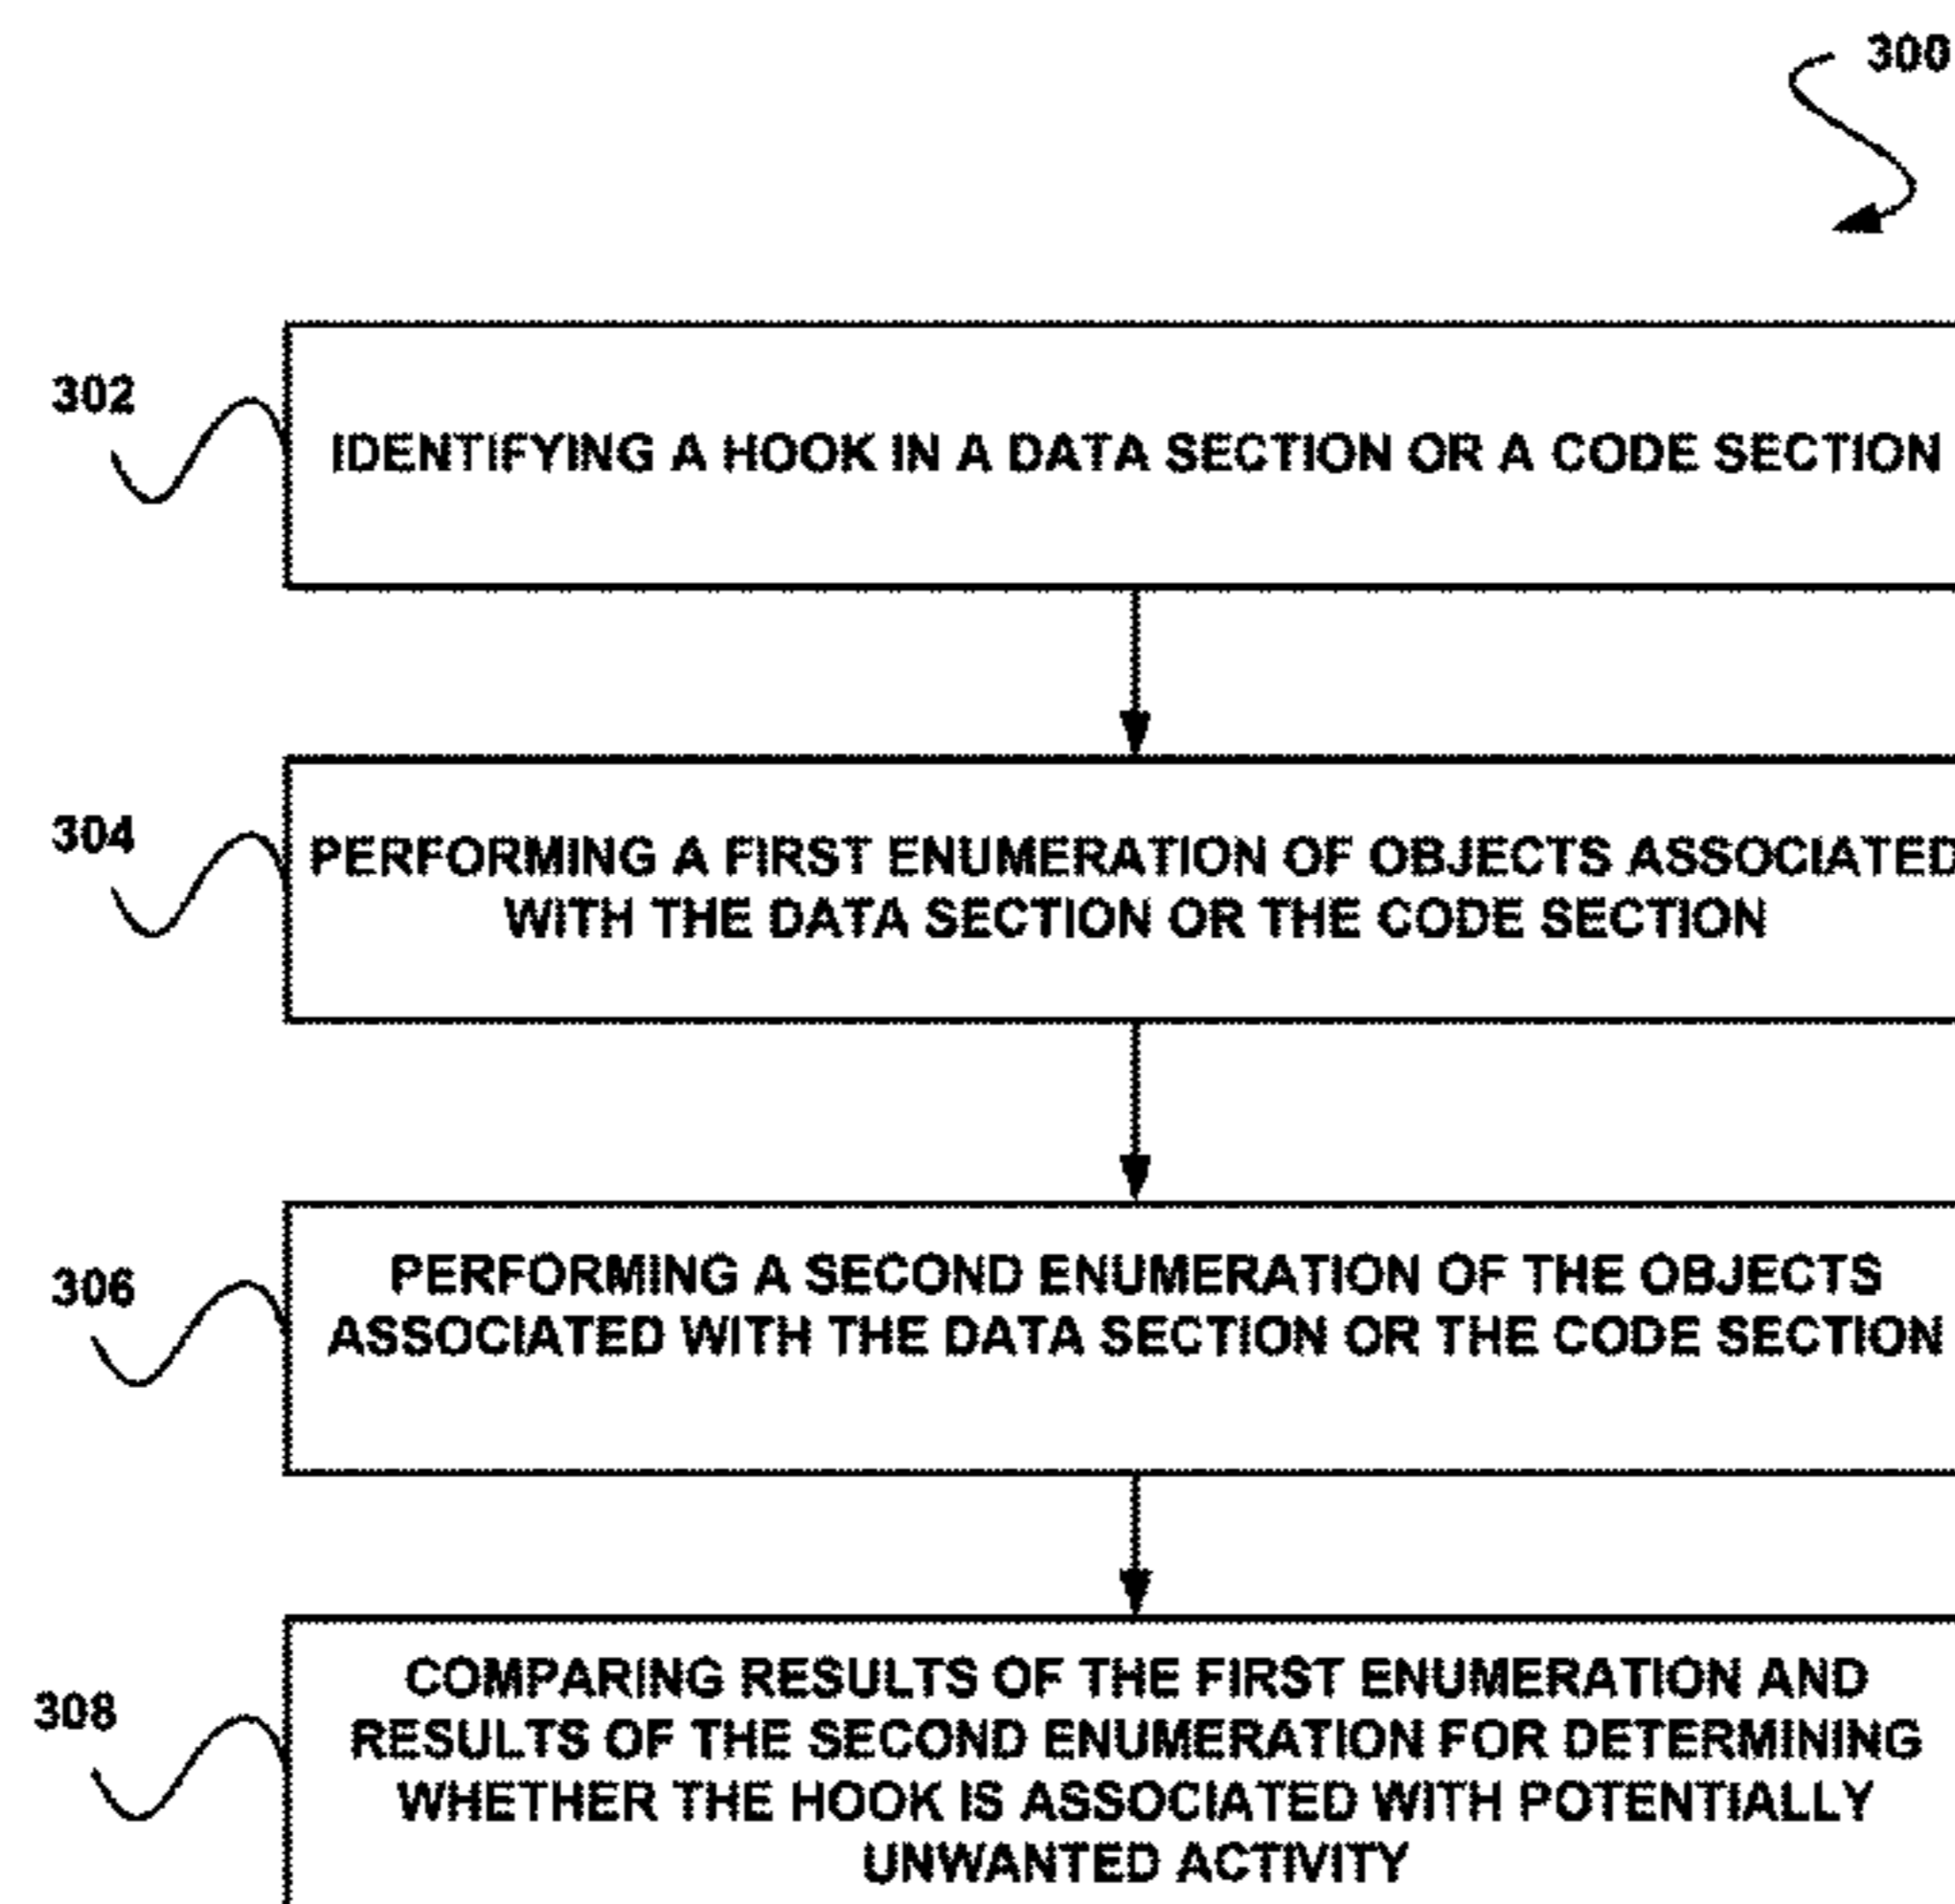 300
302
IDENTIFYING A HOOK IN A DATA SECTION OR A CODE SECTION
304
PERFORMING A FIRST ENUMERATION OF OBJECTS ASSOCIATED
WITH THE DATA SECTION OR THE CODE SECTION
306
PERFORMING A SECOND ENUMERATION OF THE OBJECTS
ASSOCIATED WITH THE DATA SECTION OR THE CODE SECTION
308
COMPARING RESULTS OF THE FIRST ENUMERATION AND
RESULTS OF THE SECOND ENUMERATION FOR DETERMINING
WHETHER THE HOOK IS ASSOCIATED WITH POTENTIALLY
UNWANTED ACTIVITY